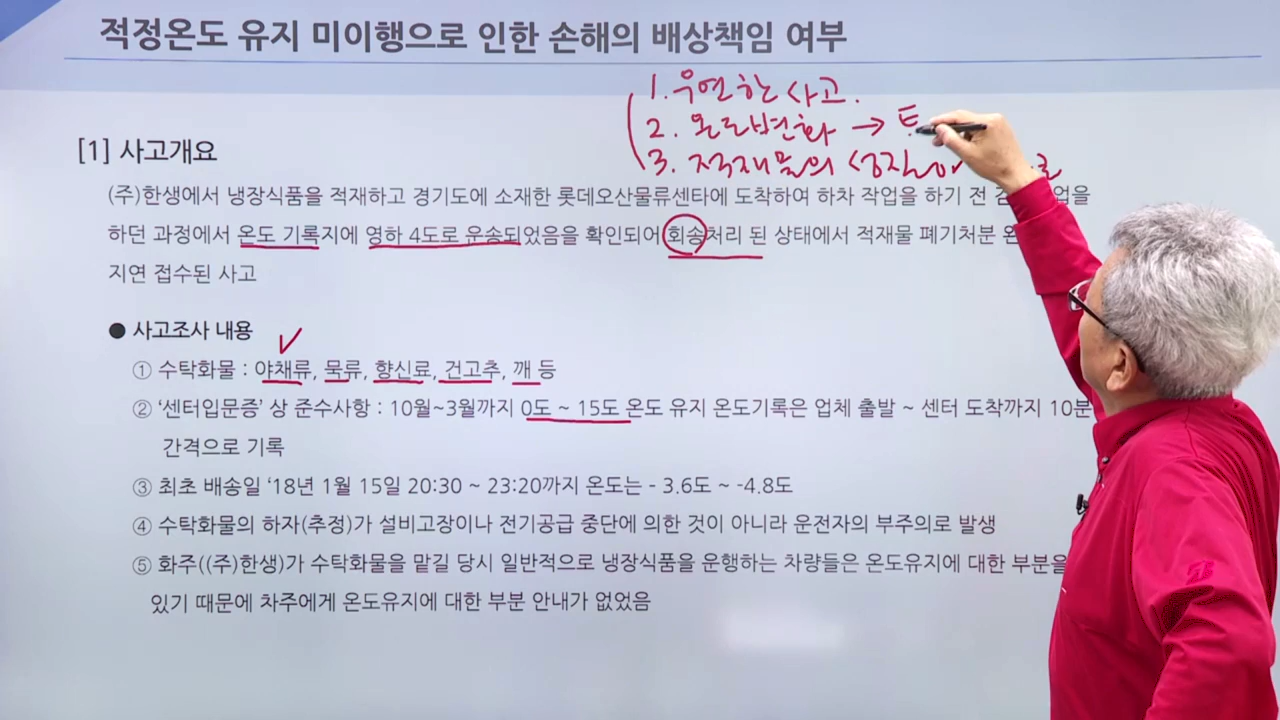 적정온도 유지 미이행으로 인한 손해의 배상책임 여부
1. 우연한 사고.
2. 온도변화 →
3. 적재물의
[1] 사고개요
(주)한생에서 냉장식품을 적재하고 경기도에 소재한 롯데오산물류센타에 도착하여 하차 작업을 하기 전
하던 과정에서 온도 기록지에 영하 4도로 운송되었음을 확인되어 회송처리 된 상태에서 적재물 폐기처분
지연 접수된 사고
● 사고조사 내용
① 수탁화물 : 야채류, 묵류, 향신료, 건고추, 깨 등
② ‘센터입문증’ 상 준수사항 : 10월~3월까지 0도 ~ 15도 온도 유지 온도기록은 업체 출발 ~ 센터 도착까지 10분
간격으로 기록
③ 최초 배송일 ‘18년 1월 15일 20:30 ~ 23:20까지 온도는 - 3.6도 ~ -4.8도
④ 수탁화물의 하자(추정)가 설비고장이나 전기공급 중단에 의한 것이 아니라 운전자의 부주의로 발생
⑤ 화주((주)한생)가 수탁화물을 맡길 당시 일반적으로 냉장식품을 운행하는 차량들은 온도유지에 대한 부분을
있기 때문에 차주에게 온도유지에 대한 부분 안내가 없었음